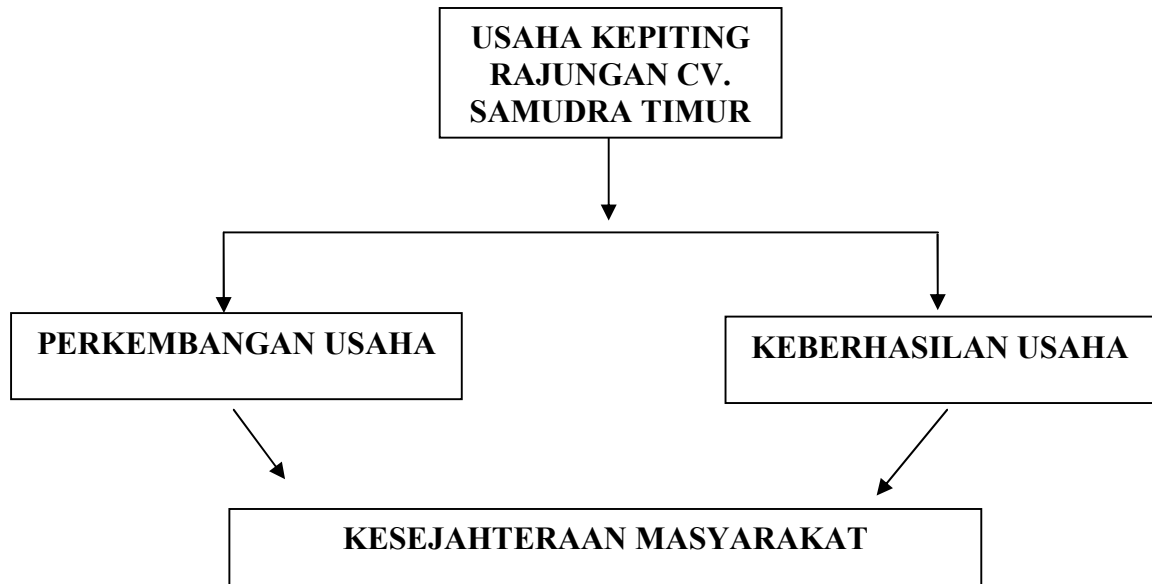 USAHA KEPITING
RAJUNGAN CV.
SAMUDRA TIMUR
PERKEMBANGAN USAHA
KEBERHASILAN USAHA
KESEJAHTERAAN MASYARAKAT